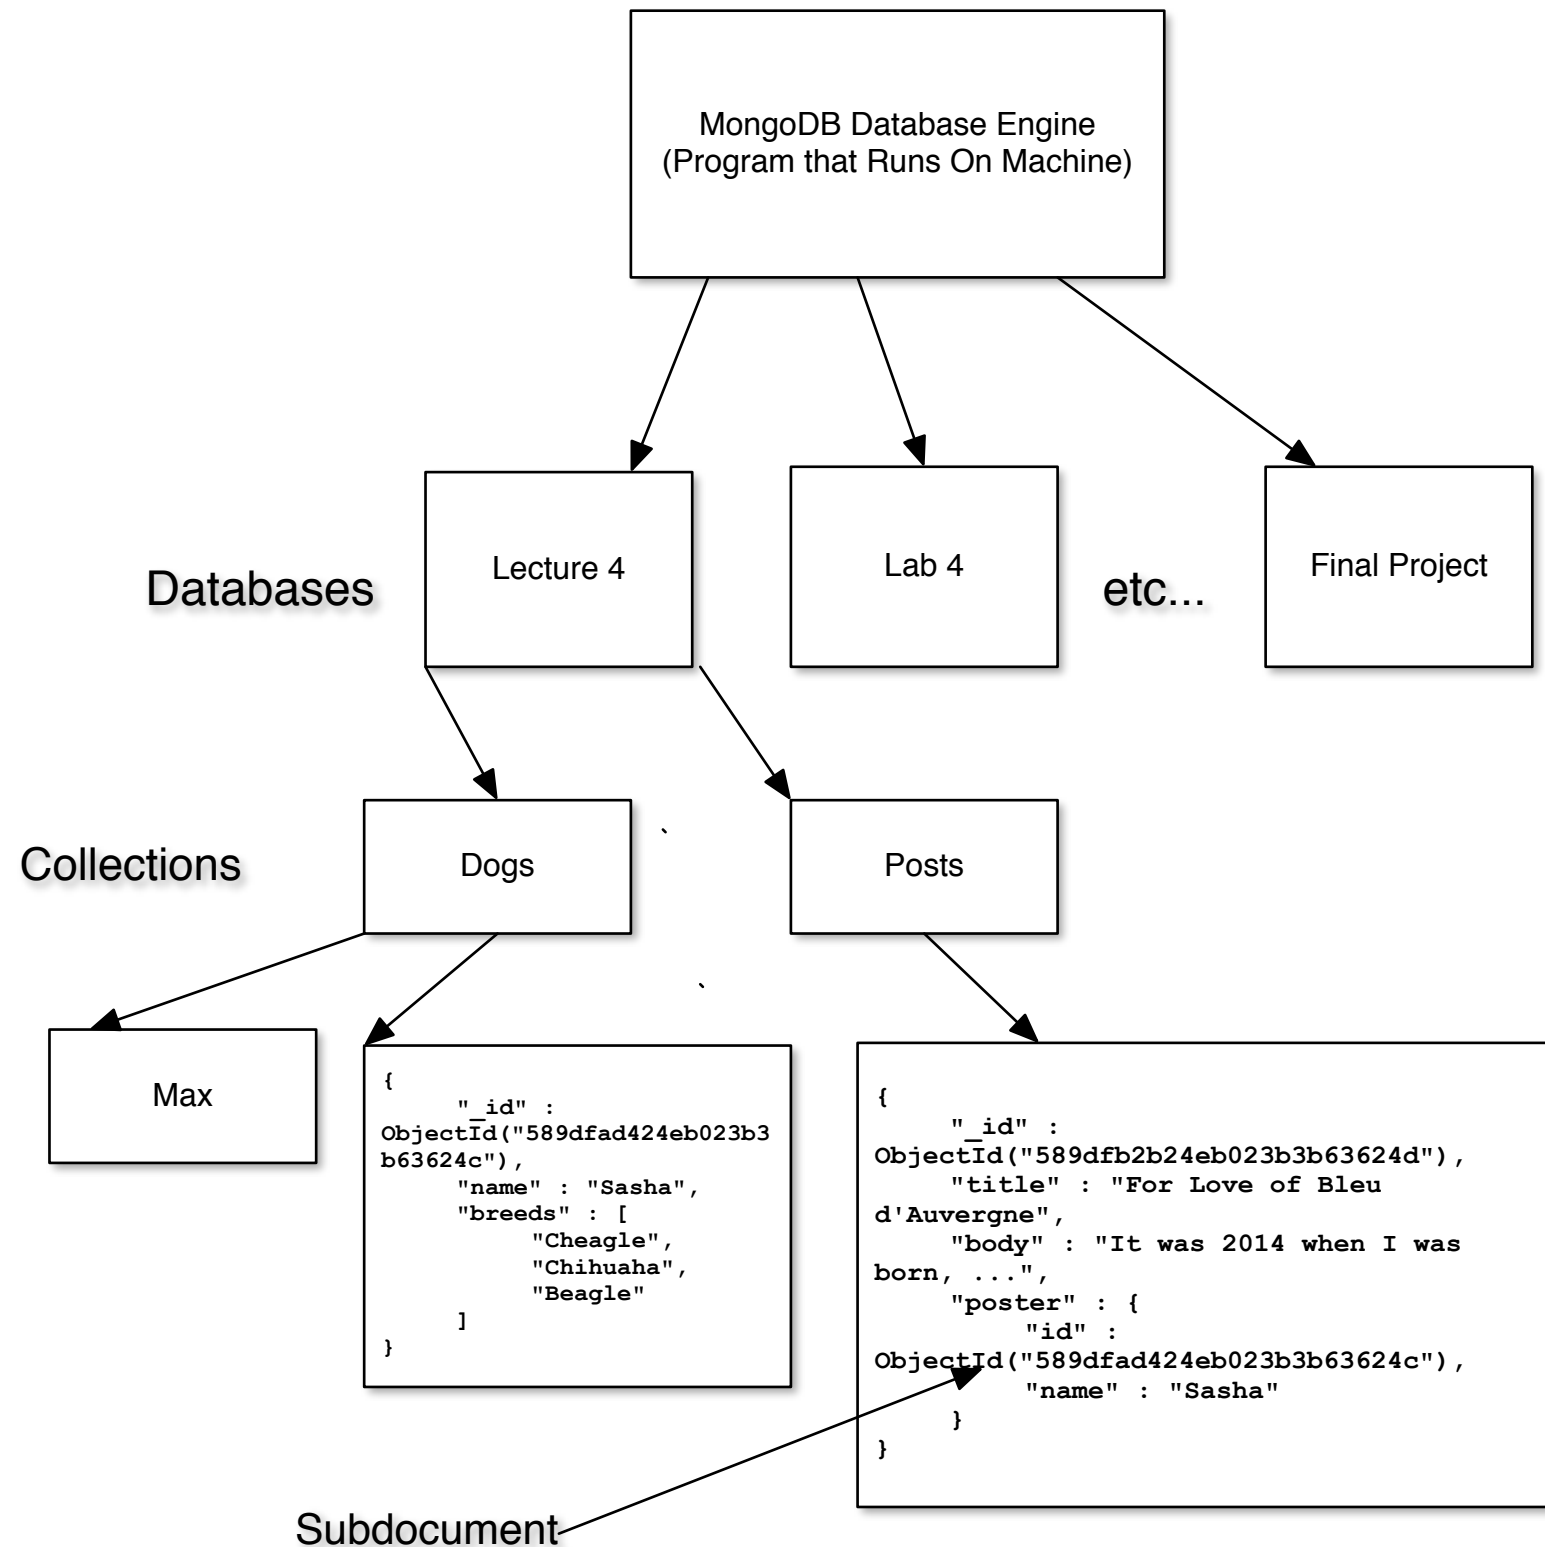 MongoDB Database Engine
(Program that Runs On Machine)
Databases
Lecture 4
Lab 4
etc...
Final Project
Collections
Dogs
Posts
Max
{
"_id" :
ObjectId("589dfad424eb023b3
b63624c"),
"name" : "Sasha",
"breeds" : [
"Cheagle",
"Chihuaha",
"Beagle"
]
}
{
"_id" :
ObjectId("589dfb2b24eb023b3b63624d"),
"title" : "For Love of Bleu
d'Auvergne",
"body" : "It was 2014 when I was
born, ...",
"poster" : {
"id" :
ObjectId("589dfad424eb023b3b63624c"),
"name" : "Sasha"
}
}
Subdocument